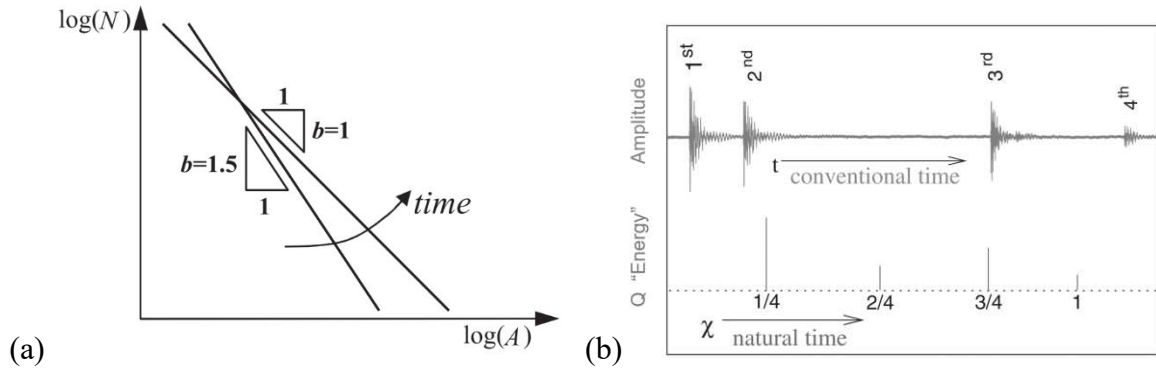 (a)
log(N)
1
b=1
b=1.5
1
time
log(A)
(b)
Amplitude
1st
2nd
3rd
4th
t
conventional time
Q "Energy"
1/4
2/4
3/4
1
χ
natural time